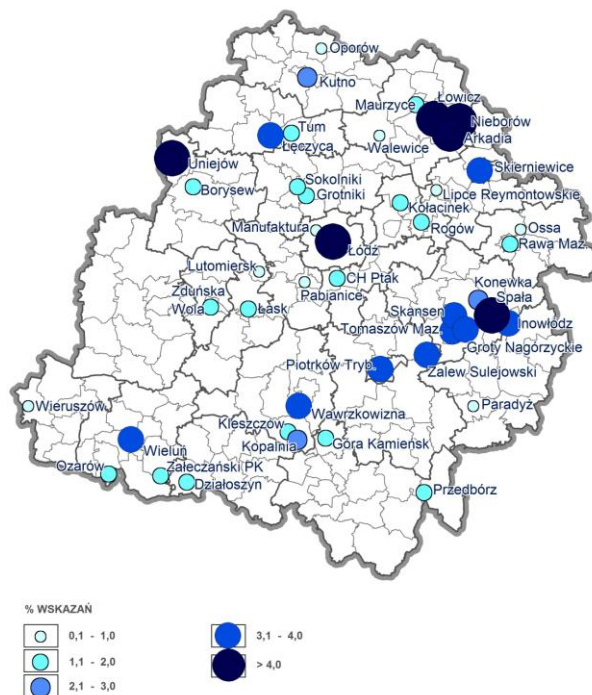 Oporów
Kutno
Maurzyce
Łowicz
Nieborów
Arkadia
Tum
Łęczyca
Walewice
Uniejów
Skierniewice
Borysew
Sokolniki
Grotniki
Lipce Reymontowskie
Kołacinek
Rogów
Manufaktura
Ossa
Łódź
Rawa Maz.
Lutomiersk
CH Ptak
Pabianice
Zduńska
Wola
Łask
Konewka
Spała
Skansen
Inowłódz
Tomaszów Maz.
Groty Nagórzyckie
Piotrków Tryb.
Zalew Sulejowski
Wieruszów
Wawrzkowizna
Paradyż
Kleszczów
Kopalnia
Góra Kamieńsk
Wieluń
Ożarów
Załęczański PK
Działoszyn
Przedbórz
% WSKAZAŃ
0,1 - 1,0
1,1 - 2,0
2,1 - 3,0
3,1 - 4,0
> 4,0